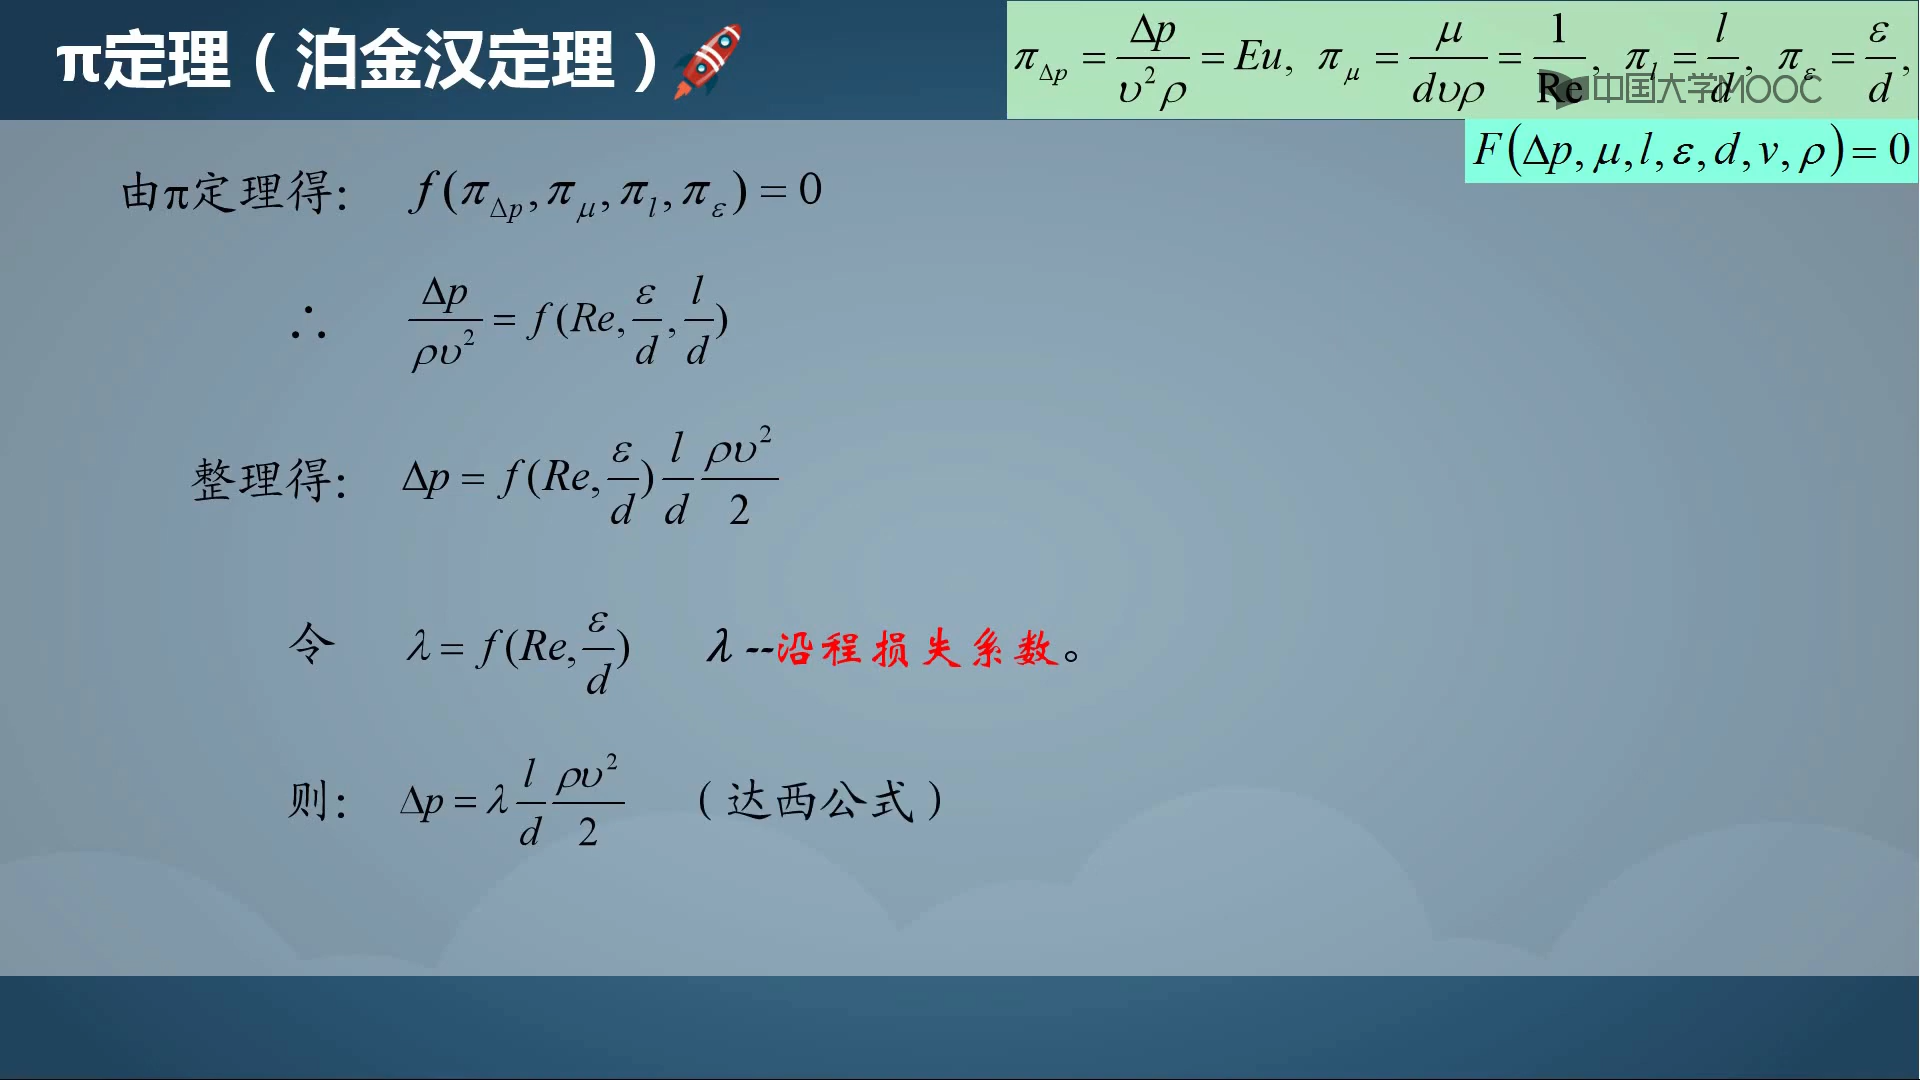 π定理（泊金汉定理）
π_Δp = Δp/(υ²ρ) = Eu, π_μ = μ/(dυρ) = 1/Re, π_l = l/d, π_ε = ε/d,
中国大学MOOC
F(Δp, μ, l, ε, d, v, ρ) = 0
由π定理得: f(π_Δp, π_μ, π_l, π_ε) = 0
∴ Δp/(ρυ²) = f(Re, ε/d, l/d)
整理得: Δp = f(Re, ε/d) l/d ρυ²/2
令 λ = f(Re, ε/d) λ --沿程损失系数。
则: Δp = λ l/d ρυ²/2 （达西公式）